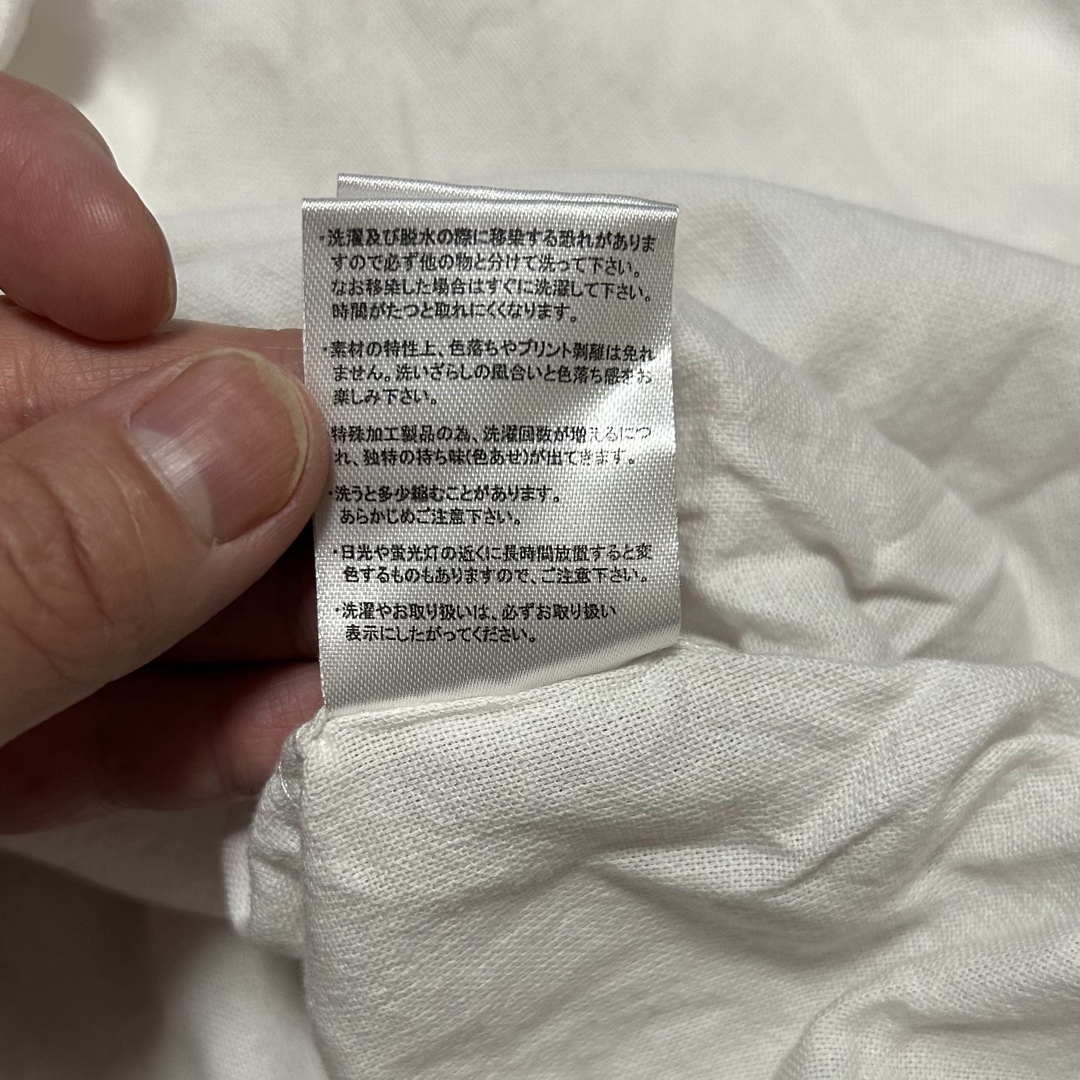 ・洗濯及び脱水の際に移染する恐れがありま
すので必ず他の物と分けて洗って下さい。
なお移染した場合はすぐに洗濯して下さい。
時間がたつと取れにくくなります。
・素材の特性上、色落ちやプリント剥離は免れ
ません。洗いざらしの風合いと色落ち感をお
楽しみ下さい。
特殊加工製品の為、洗濯回数が増えるにつ
れ、独特の持ち味(色あせ)が出てきます。
・洗うと多少縮むことがあります。
あらかじめご注意下さい。
・日光や蛍光灯の近くに長時間放置すると変
色するものもありますので、ご注意下さい。
・洗濯やお取り扱いは、必ずお取り扱い
表示にしたがってください。